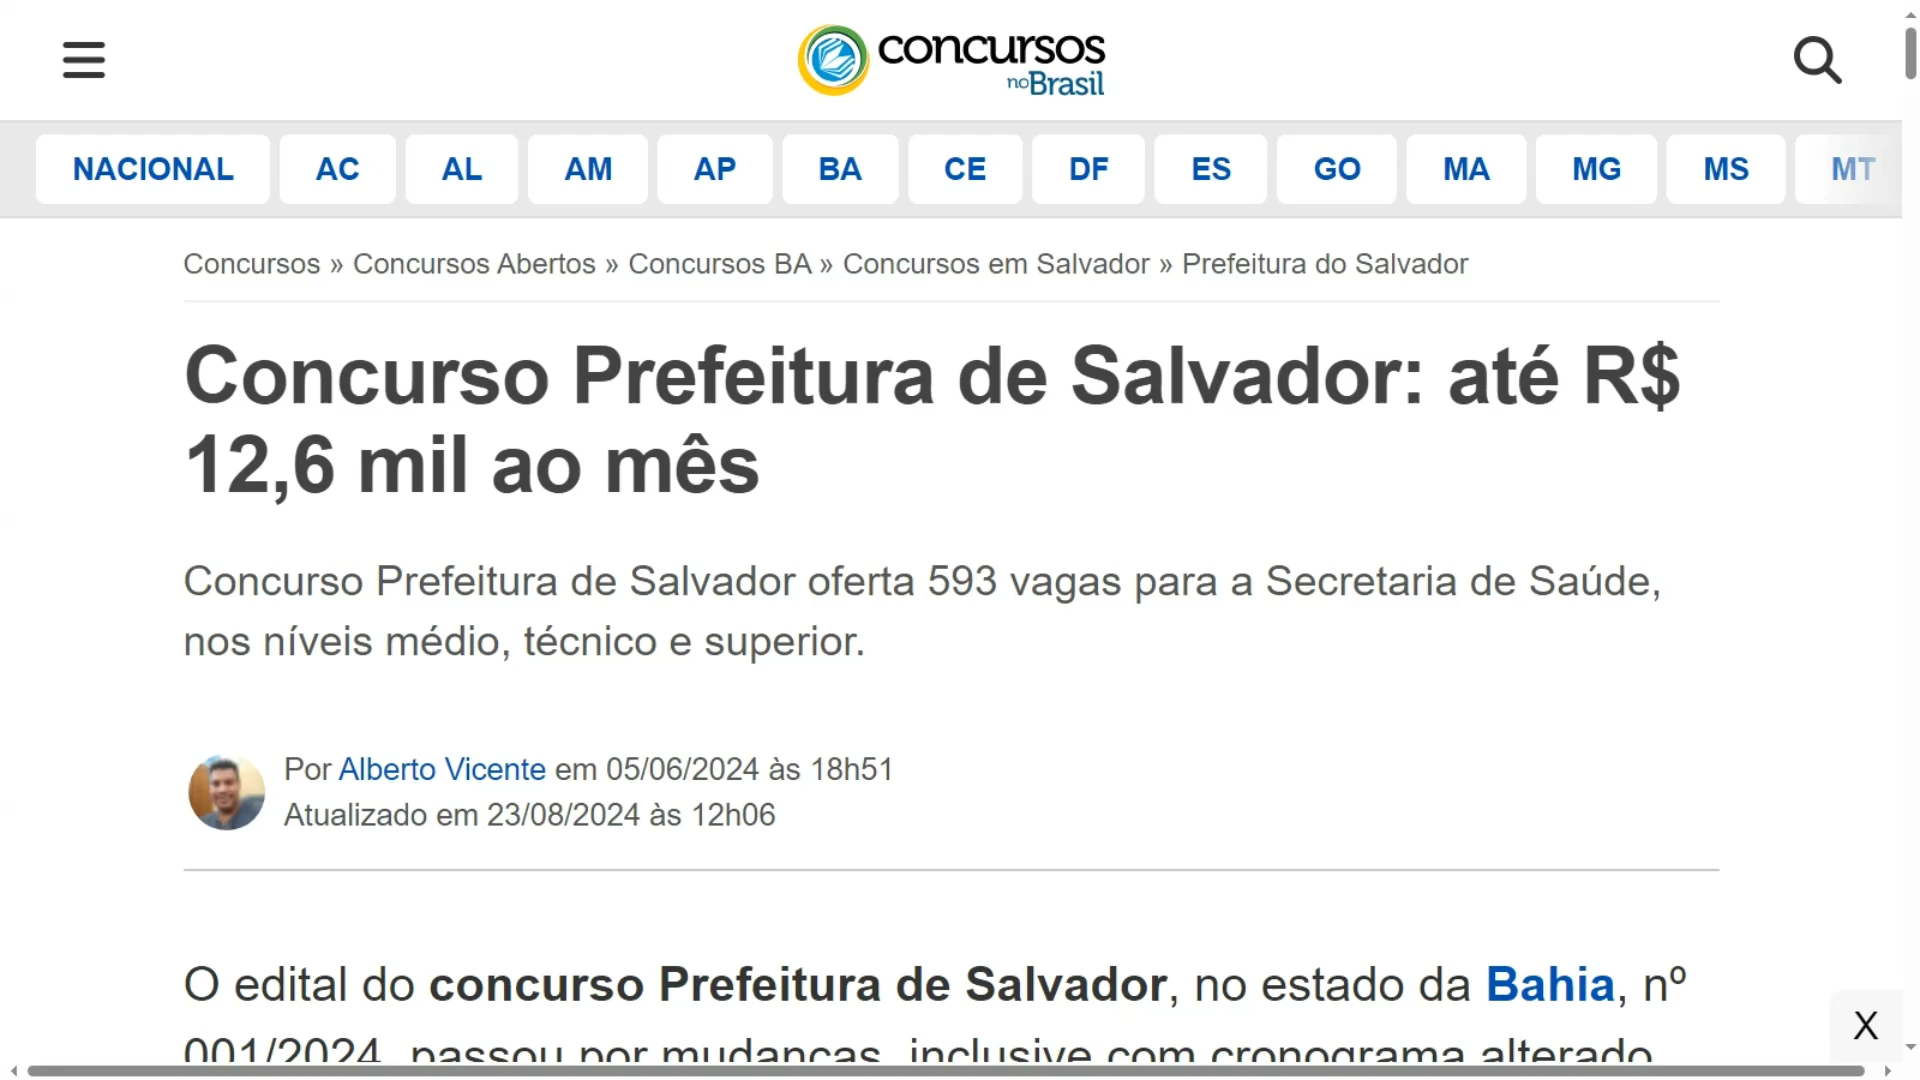 concursos
no Brasil
NACIONAL AC AL AM AP BA CE DF ES GO MA MG MS MT
Concursos » Concursos Abertos » Concursos BA » Concursos em Salvador » Prefeitura do Salvador
Concurso Prefeitura de Salvador: até R$
12,6 mil ao mês
Concurso Prefeitura de Salvador oferta 593 vagas para a Secretaria de Saúde,
nos níveis médio, técnico e superior.
Por Alberto Vicente em 05/06/2024 às 18h51
Atualizado em 23/08/2024 às 12h06
O edital do concurso Prefeitura de Salvador, no estado da Bahia, nº
001/2024, passou por mudanças, inclusive com cronograma alterado
X